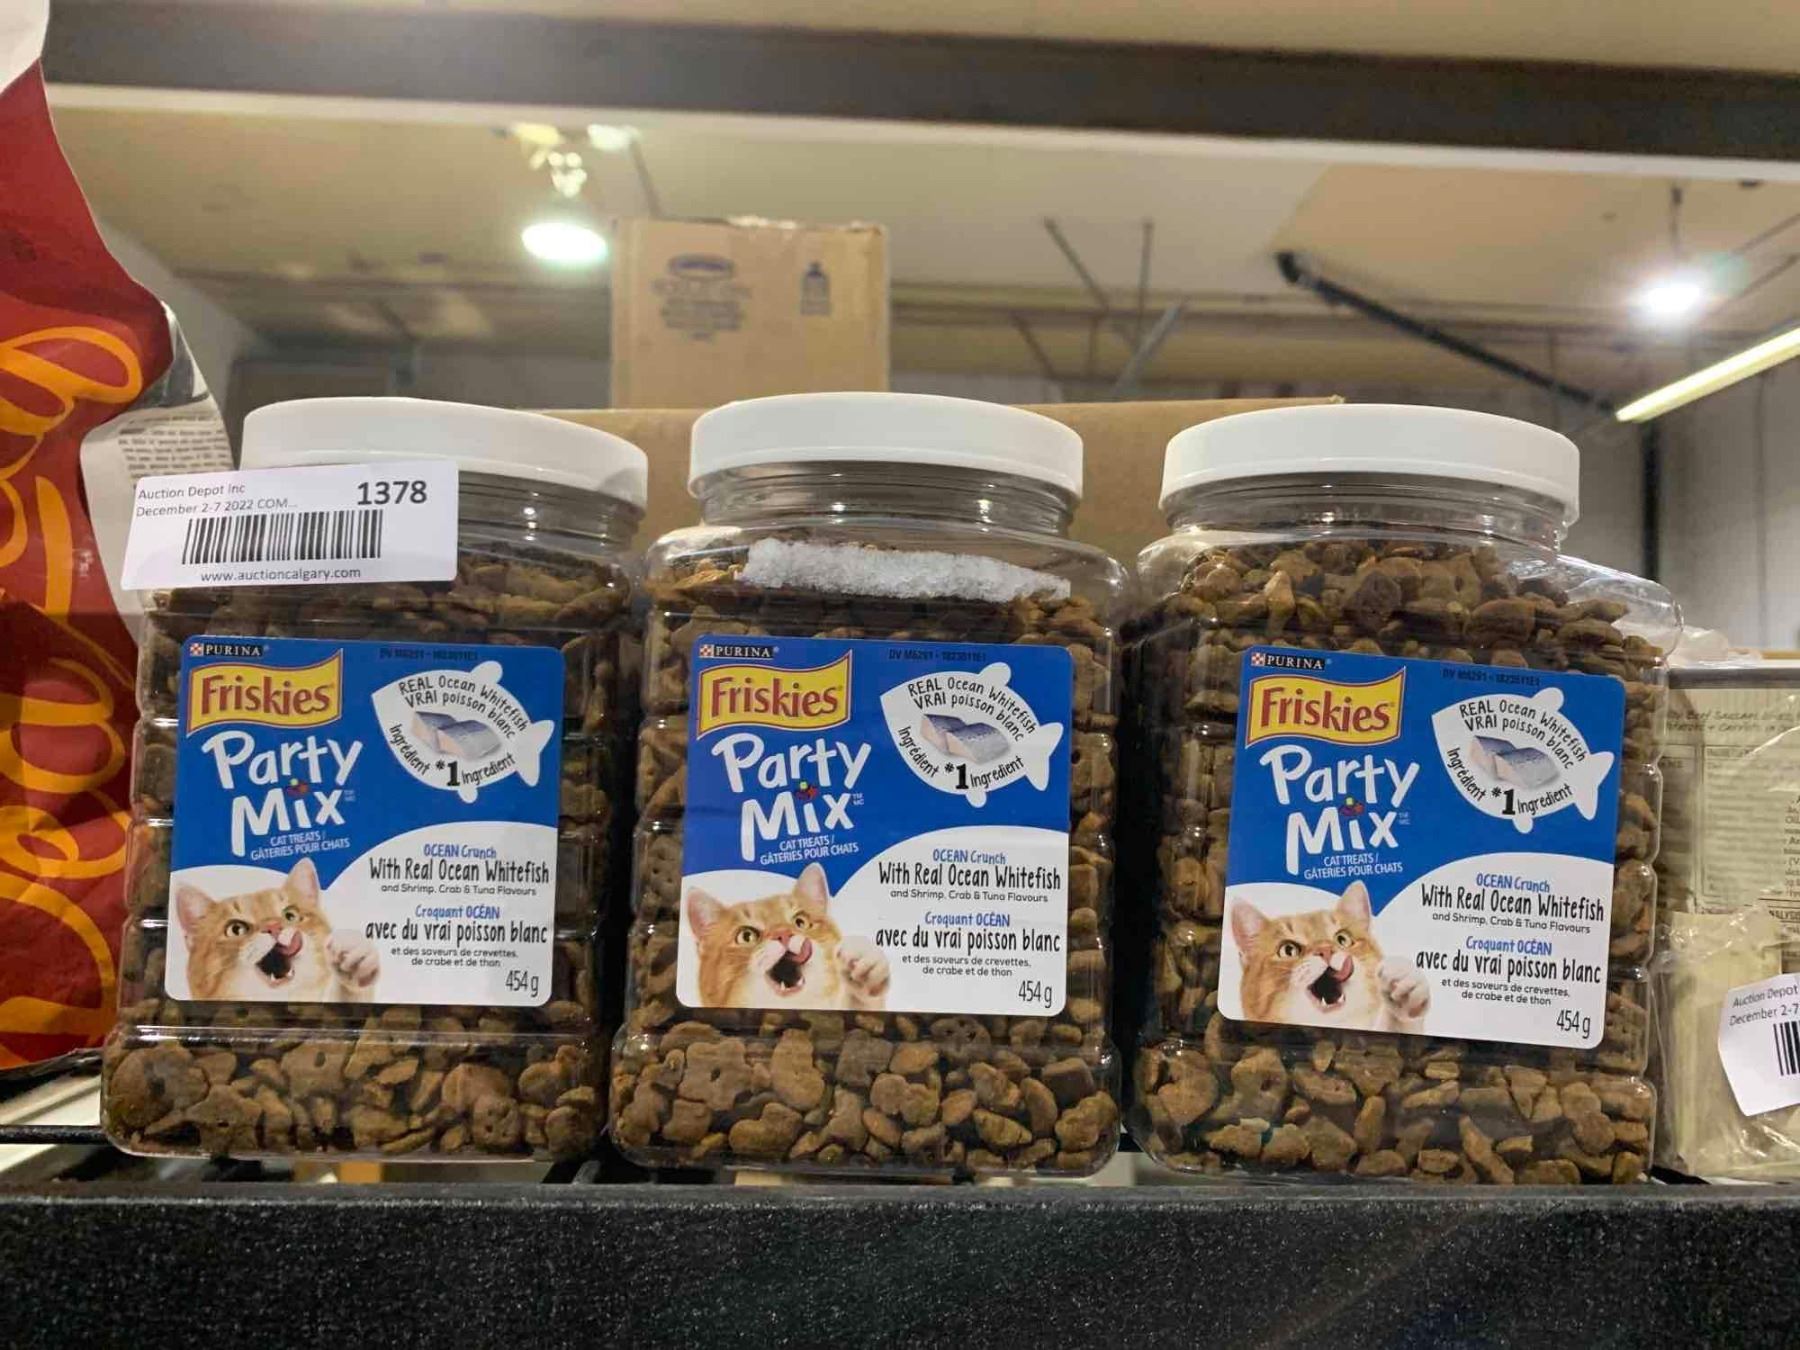 Auction Depot Inc
December 2-7 2022 COM...
1378
www.auctioncalgary.com
PURINA
Friskies
Party
Mix
CAT TREATS /
GÂTERIES POUR CHATS
REAL Ocean Whitefish
VRAI poisson blanc
Ingrédient #1 Ingredient
OCEAN Crunch
With Real Ocean Whitefish
and Shrimp, Crab & Tuna Flavours
Croquant OCÉAN
avec du vrai poisson blanc
et des saveurs de crevettes,
de crabe et de thon
454 g
PURINA
Friskies
Party
Mix
CAT TREATS /
GÂTERIES POUR CHATS
REAL Ocean Whitefish
VRAI poisson blanc
Ingrédient #1 Ingredient
OCEAN Crunch
With Real Ocean Whitefish
and Shrimp, Crab & Tuna Flavours
Croquant OCÉAN
avec du vrai poisson blanc
et des saveurs de crevettes,
de crabe et de thon
454 g
PURINA
Friskies
Party
Mix
CAT TREATS /
GÂTERIES POUR CHATS
REAL Ocean Whitefish
VRAI poisson blanc
Ingrédient #1 Ingredient
OCEAN Crunch
With Real Ocean Whitefish
and Shrimp, Crab & Tuna Flavours
Croquant OCÉAN
avec du vrai poisson blanc
et des saveurs de crevettes,
de crabe et de thon
454 g
Auction Depot
December 2-7